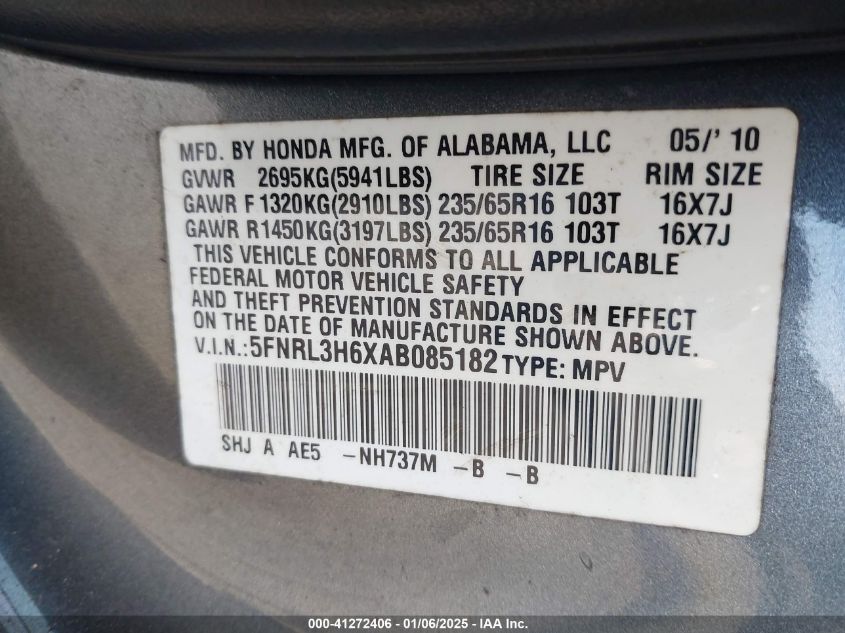 MFD. BY HONDA MFG. OF ALABAMA, LLC 05/' 10
GVWR 2695KG(5941LBS) TIRE SIZE RIM SIZE
GAWR F 1320KG(2910LBS) 235/65R16 103T 16X7J
GAWR R1450KG(3197LBS) 235/65R16 103T 16X7J
THIS VEHICLE CONFORMS TO ALL APPLICABLE
FEDERAL MOTOR VEHICLE SAFETY
AND THEFT PREVENTION STANDARDS IN EFFECT
ON THE DATE OF MANUFACTURE SHOWN ABOVE.
V.I.N.: 5FNRL3H6XAB085182 TYPE: MPV
SHJ A AE5 -NH737M -B -B
000-41272406 - 01/06/2025 - IAA Inc.